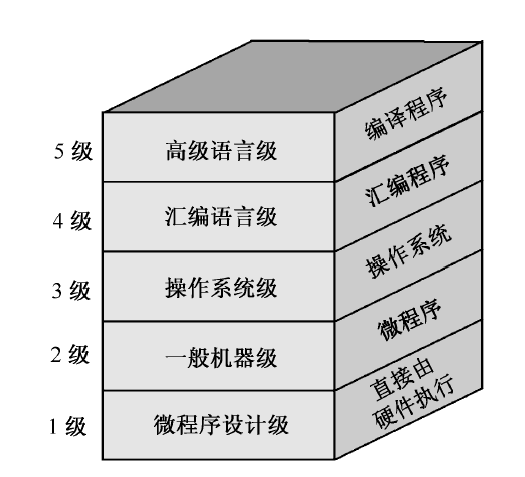 编译程序
5 级 高级语言级
汇编程序
4 级 汇编语言级
操作系统
3 级 操作系统级
微程序
2 级 一般机器级
直接由
硬件执行
1 级 微程序设计级